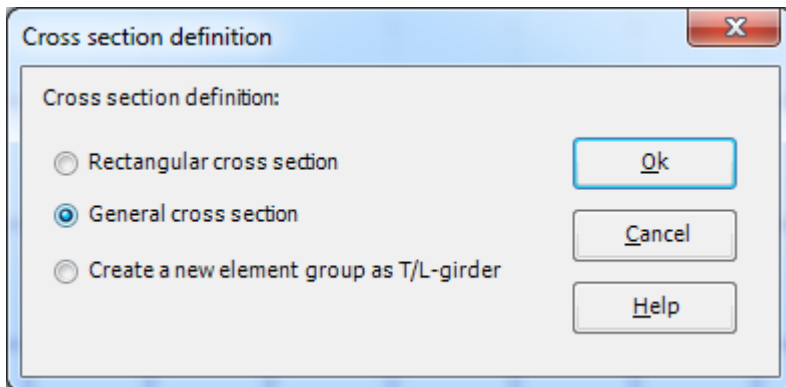 Cross section definition
Cross section definition:
Rectangular cross section
Ok
General cross section
Cancel
Create a new element group as T/L-girder
Help